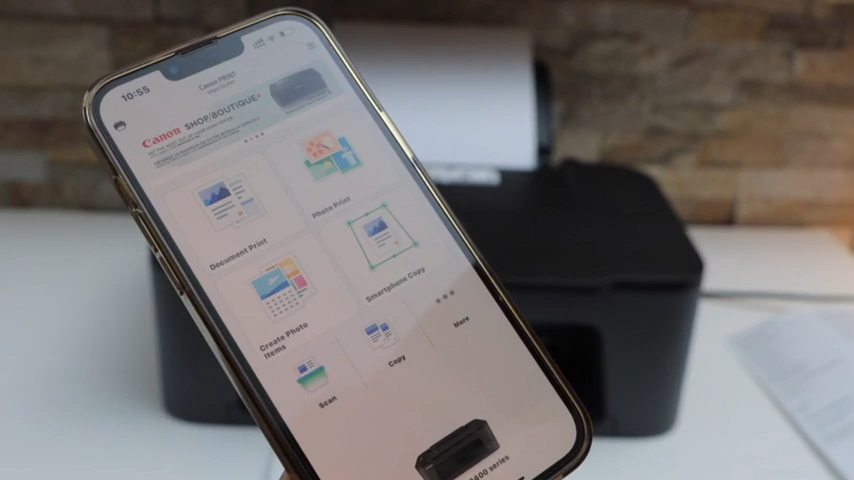 10:55
Canon PRINT
Canon SHOP/BOUTIQUE
Document Print
Photo Print
Create Photo
Items
Smartphone Copy
Scan
Copy
More
series